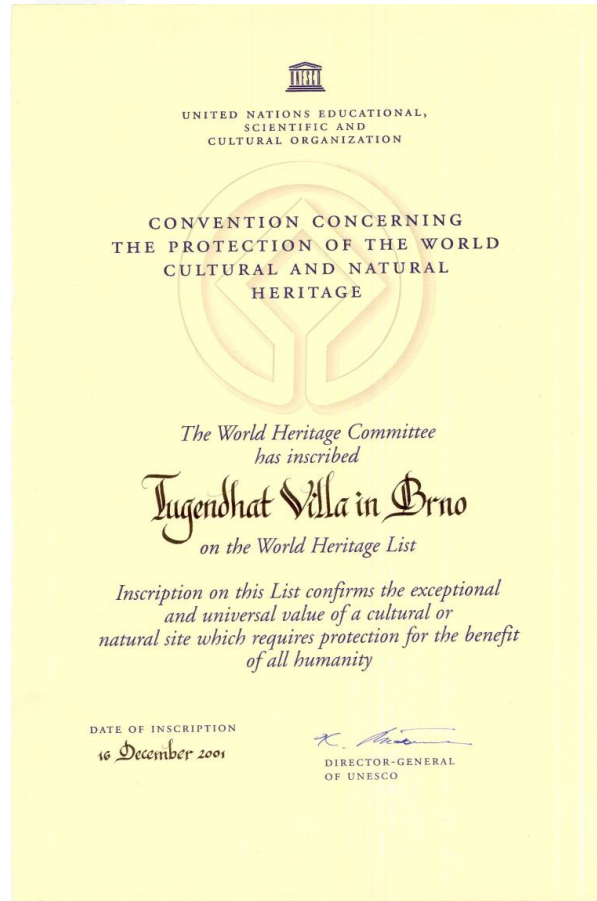 UNESCO
UNITED NATIONS EDUCATIONAL,
SCIENTIFIC AND
CULTURAL ORGANIZATION
CONVENTION CONCERNING
THE PROTECTION OF THE WORLD
CULTURAL AND NATURAL
HERITAGE
The World Heritage Committee
has inscribed
Tugendhat Villa in Brno
on the World Heritage List
Inscription on this List confirms the exceptional
and universal value of a cultural or
natural site which requires protection for the benefit
of all humanity
DATE OF INSCRIPTION
16 December 2001
K.
DIRECTOR-GENERAL
OF UNESCO